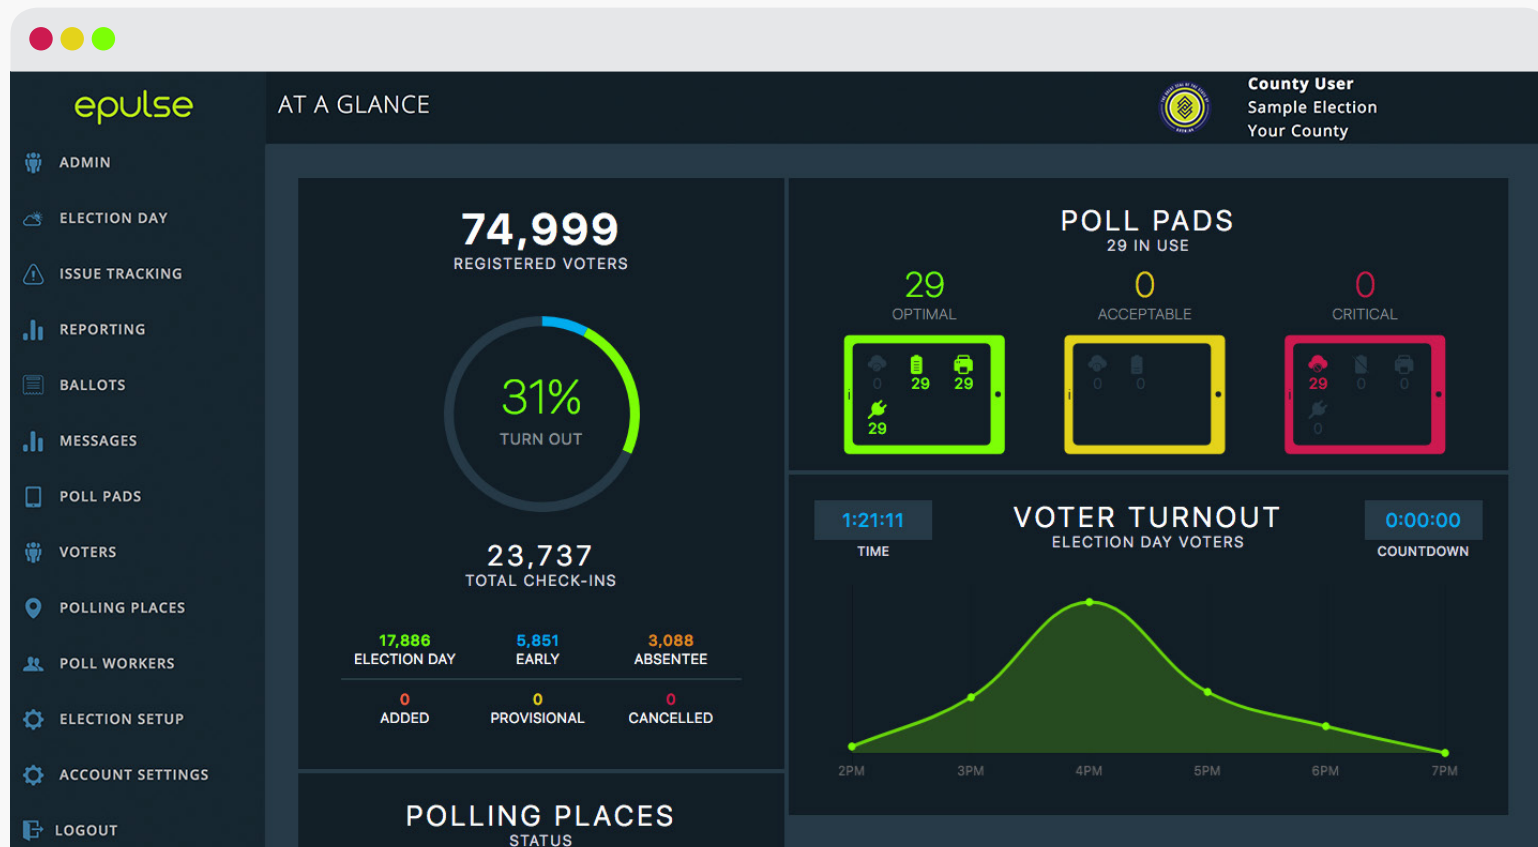 epulse
AT A GLANCE
County User
Sample Election
Your County
ADMIN
ELECTION DAY
ISSUE TRACKING
REPORTING
BALLOTS
MESSAGES
POLL PADS
VOTERS
POLLING PLACES
POLL WORKERS
ELECTION SETUP
ACCOUNT SETTINGS
LOGOUT
74,999
REGISTERED VOTERS
31%
TURN OUT
23,737
TOTAL CHECK-INS
17,886 5,851 3,088
ELECTION DAY EARLY ABSENTEE
0 0 0
ADDED PROVISIONAL CANCELLED
POLLING PLACES
STATUS
POLL PADS
29 IN USE
29 0 0
OPTIMAL ACCEPTABLE CRITICAL
0 29 29 0 0 29 0 0
29 0
VOTER TURNOUT
ELECTION DAY VOTERS
1:21:11
TIME
0:00:00
COUNTDOWN
2PM 3PM 4PM 5PM 6PM 7PM